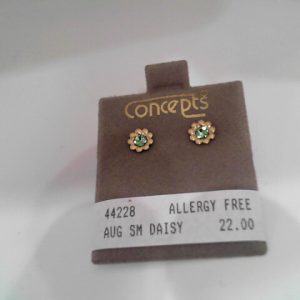 Concepts
44228 ALLERGY FREE
AUG SM DAISY 22.00